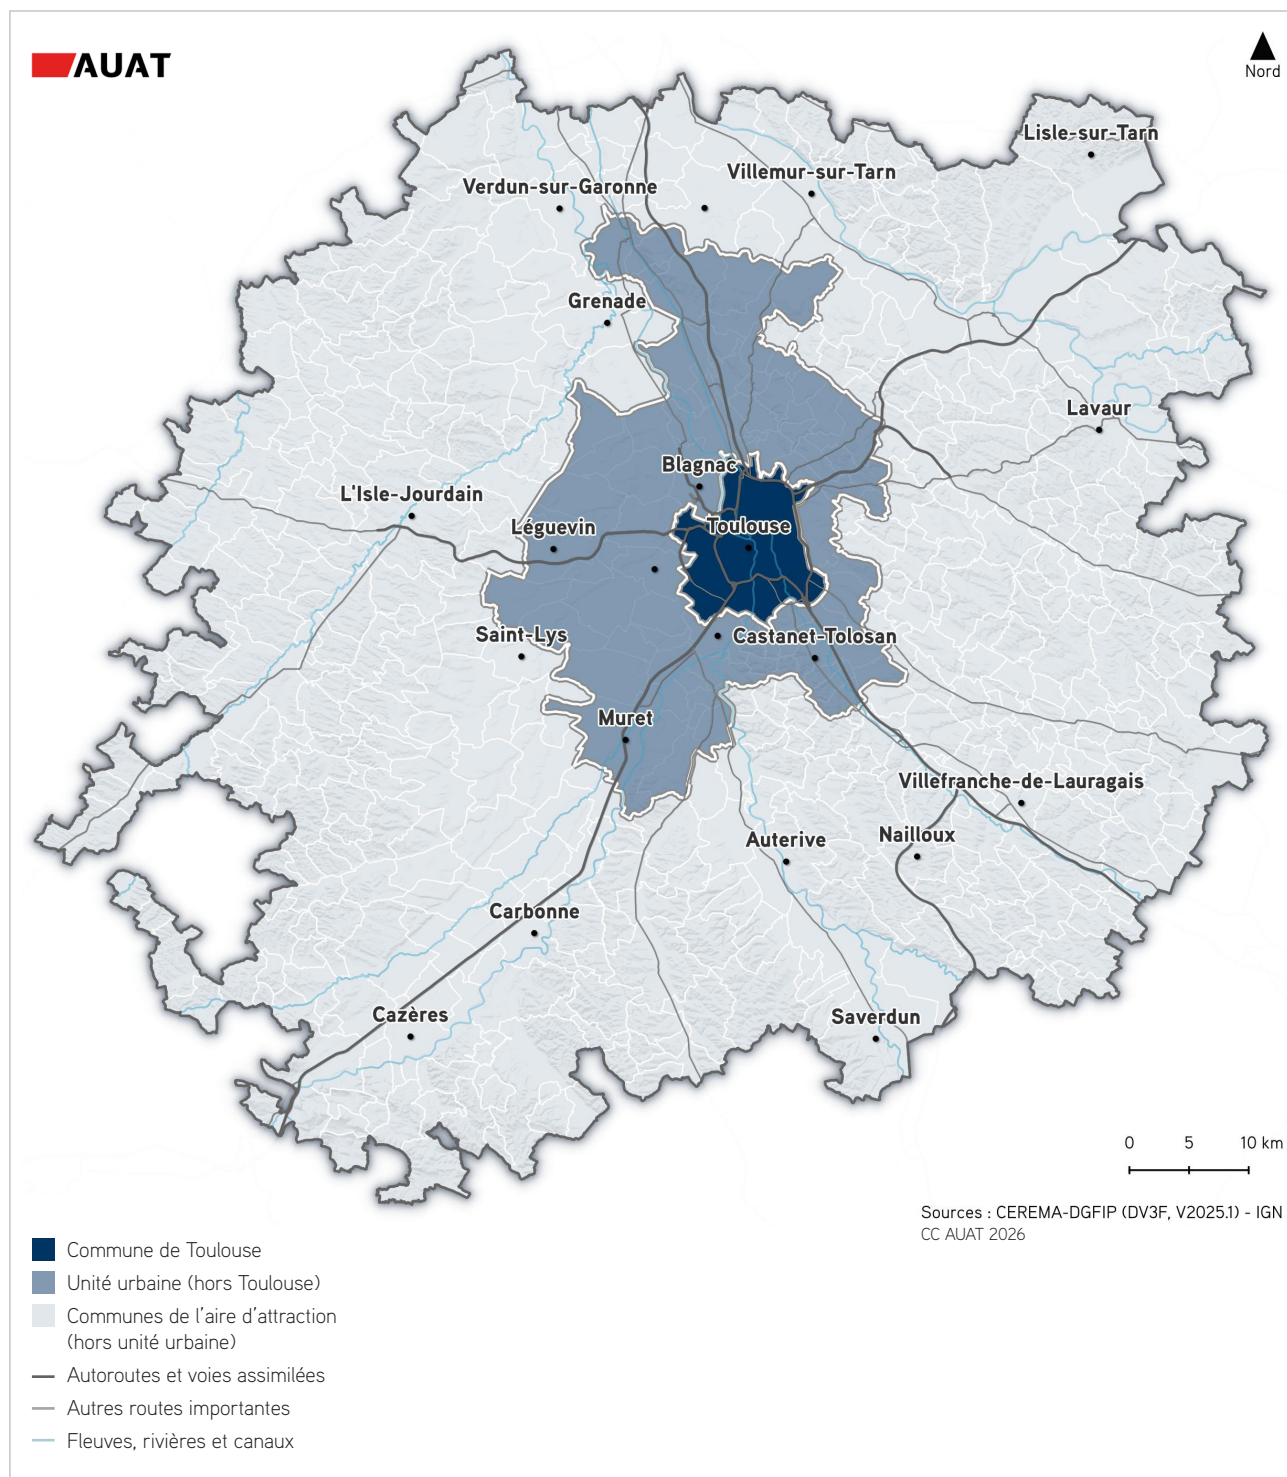 AUAT
Nord
Lisle-sur-Tarn
Villemur-sur-Tarn
Verdun-sur-Garonne
Grenade
Lavaur
Blagnac
L'Isle-Jourdain
Léguevin
Toulouse
Saint-Lys
Castanet-Tolosan
Muret
Villefranche-de-Lauragais
Auterive
Nailloux
Carbonne
Cazères
Saverdun
0 5 10 km
Sources : CEREMA-DGFIP (DV3F, V2025.1) - IGN
CC AUAT 2026
Commune de Toulouse
Unité urbaine (hors Toulouse)
Communes de l'aire d'attraction
(hors unité urbaine)
Autoroutes et voies assimilées
Autres routes importantes
Fleuves, rivières et canaux